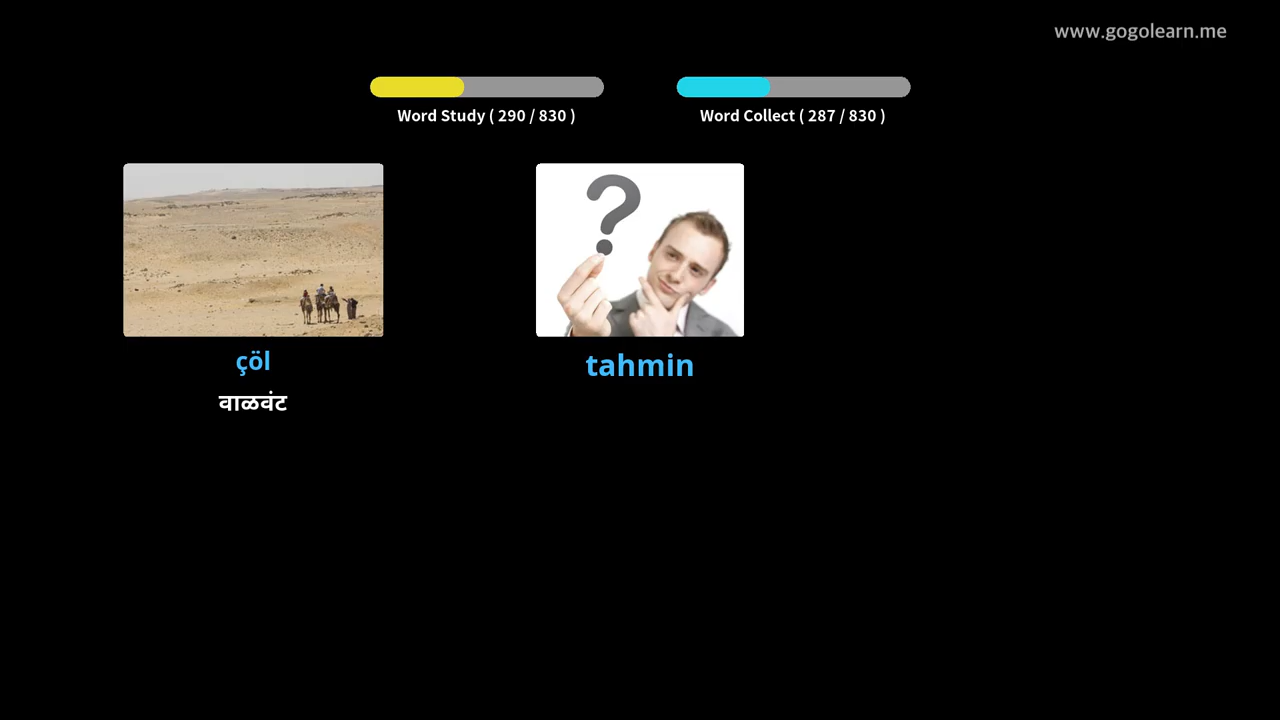 www.gogolearn.me
Word Study ( 290 / 830 )
Word Collect ( 287 / 830 )
çöl
वाळवंट
tahmin